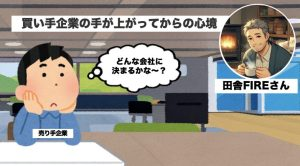 買い手企業の手が上がってからの心境
どんな会社に
決まるかな～？
田舎FIREさん
売り手企業